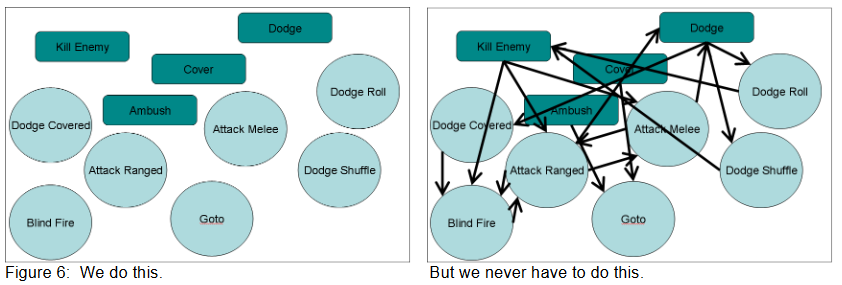 Dodge
Kill Enemy
Cover
Dodge Roll
Ambush
Dodge Covered
Attack Melee
Attack Ranged
Dodge Shuffle
Blind Fire
Goto
Figure 6:  We do this.
Dodge
Kill Enemy
Cover
Dodge Roll
Ambush
Dodge Covered
Attack Melee
Attack Ranged
Dodge Shuffle
Blind Fire
Goto
But we never have to do this.